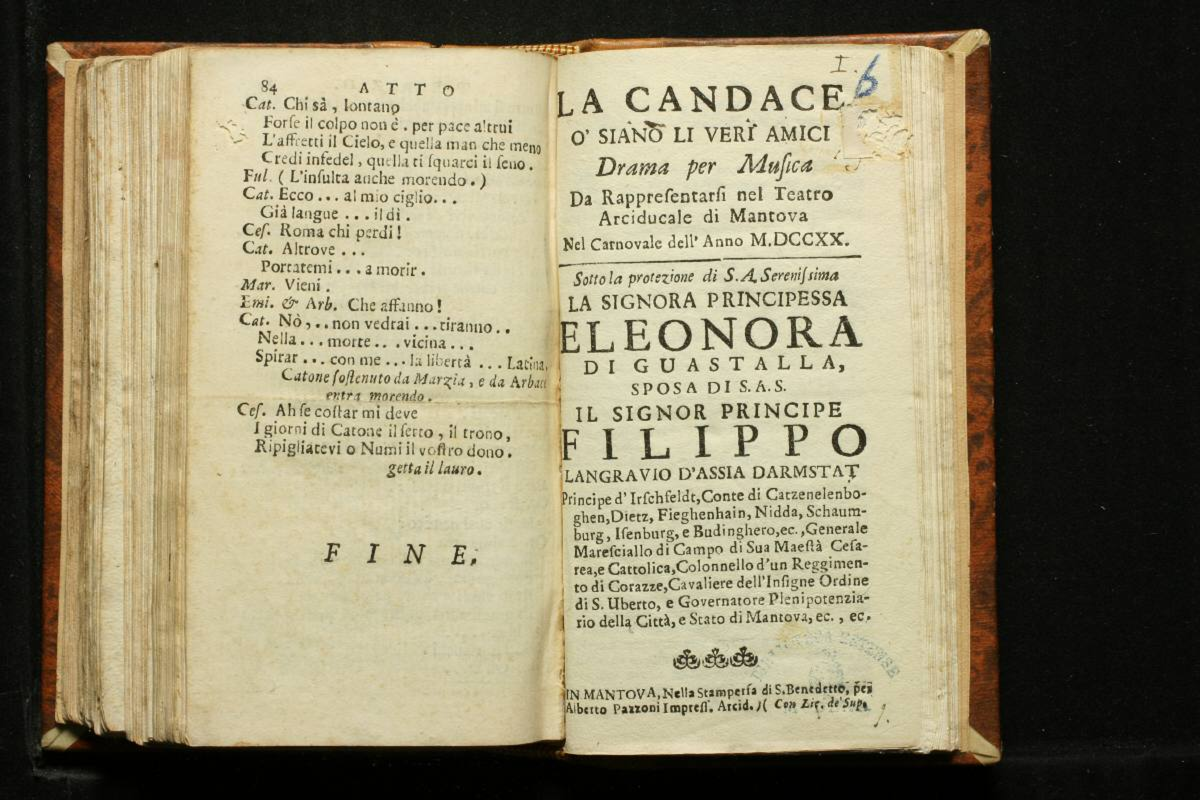 84 ATTO
Cat. Chi sà, lontano
Forſe il colpo non è. per pace altrui
L'affretti il Cielo, e quella man che meno
Credi infedel, quella ti ſquarci il ſeno.
Ful. (L'inſulta anche morendo.)
Cat. Ecco... al mio ciglio...
Già langue... il dì.
Ceſ. Roma chi perdi!
Cat. Altrove...
Portatemi... a morir.
Mar. Vieni.
Emi. & Arb. Che affanno!
Cat. Nò,.. non vedrai... tiranno..
Nella... morte... vicina...
Spirar... con me... la libertà... Latina.
Catone ſoſtenuto da Marzia, e da Arbace
entra morendo.
Ceſ. Ah ſe coſtar mi deve
I giorni di Catone il ſerto, il trono,
Ripigliatevi o Numi il voſtro dono.
getta il lauro.
FINE.
I. 6
LA CANDACE
O' SIANO LI VERI AMICI
Drama per Muſica
Da Rappreſentarſi nel Teatro
Arciducale di Mantova
Nel Carnovale dell' Anno M.DCCXX.
Sotto la protezione di S.A. Sereniſſima
LA SIGNORA PRINCIPESSA
ELEONORA
DI GUASTALLA,
SPOSA DI S.A.S.
IL SIGNOR PRINCIPE
FILIPPO
LANGRAVIO D'ASSIA DARMSTAT
Principe d' Irſchfeldt, Conte di Catzenelenbo-
ghen, Dietz, Fieghenhain, Nidda, Schaum-
burg, Iſenburg, e Budinghero, ec., Generale
Mareſciallo di Campo di Sua Maeſtà Ceſa-
rea, e Cattolica, Colonnello d'un Reggimen-
to di Corazze, Cavaliere dell'Inſigne Ordine
di S. Uberto, e Governatore Plenipotenzia-
rio della Città, e Stato di Mantova, ec., ec.
IN MANTOVA, Nella Stamperſa di S. Benedetto, per
Alberto Pazzoni Impreſſ. Arcid. )( Con Lic. de' Sup.